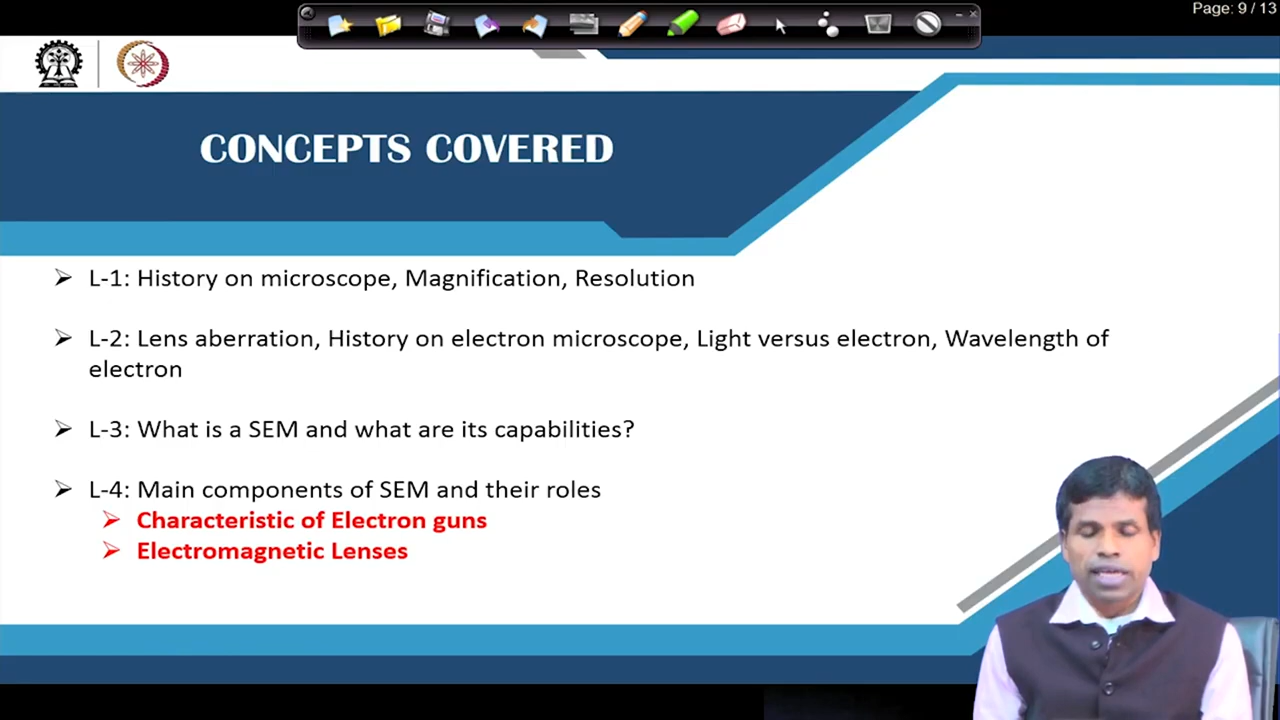 Page: 9 / 13
CONCEPTS COVERED
➢ L-1: History on microscope, Magnification, Resolution
➢ L-2: Lens aberration, History on electron microscope, Light versus electron, Wavelength of
electron
➢ L-3: What is a SEM and what are its capabilities?
➢ L-4: Main components of SEM and their roles
➢ Characteristic of Electron guns
➢ Electromagnetic Lenses